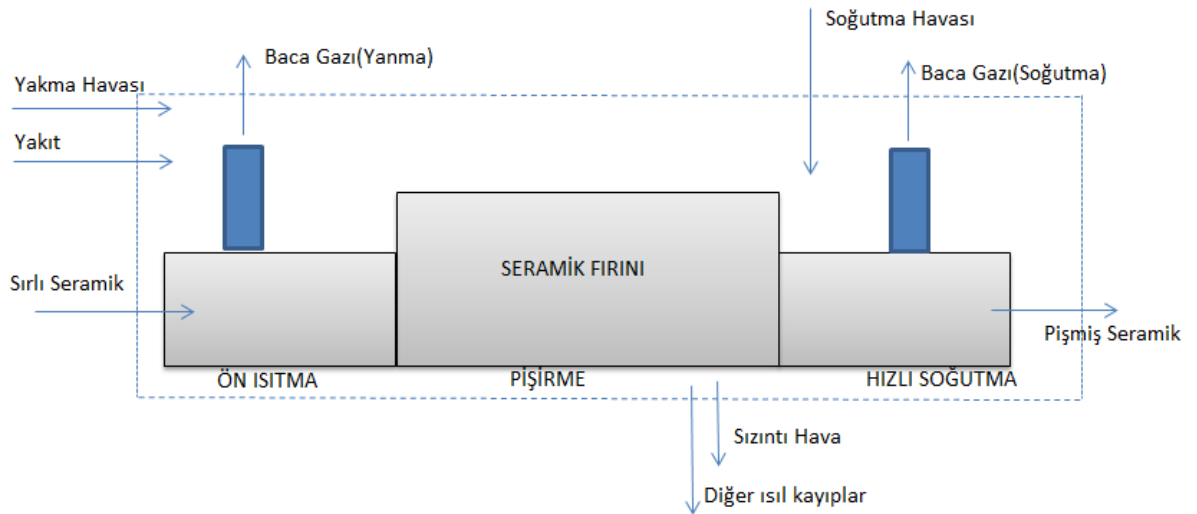 Soğutma Havası
Baca Gazı(Yanma)
Baca Gazı(Soğutma)
Yakma Havası
Yakıt
SERAMİK FIRINI
Sırlı Seramik
Pişmiş Seramik
ÖN ISITMA
PİŞİRME
HIZLI SOĞUTMA
Sızıntı Hava
Diğer ısıl kayıplar